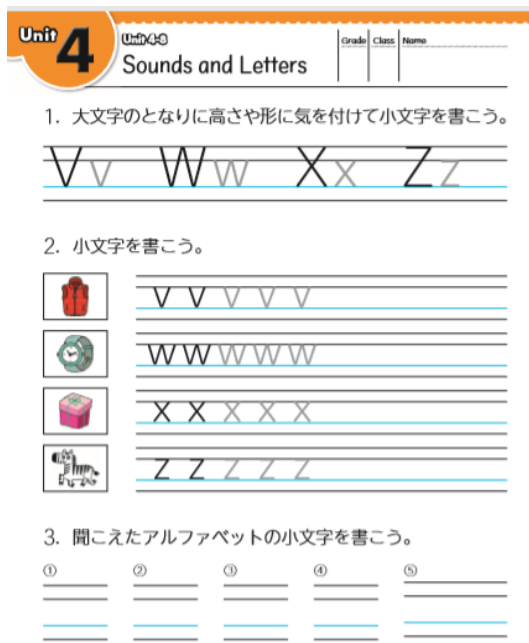 Unit 4
Unit 4-8
Sounds and Letters
Grade Class Name
1. 大文字のとなりに高さや形に気を付けて小文字を書こう。
V v W w X x Z z
2. 小文字を書こう。
v v v v v
w w w w w
x x x x x
z z z z z
3. 聞こえたアルファベットの小文字を書こう。
① ② ③ ④ ⑤